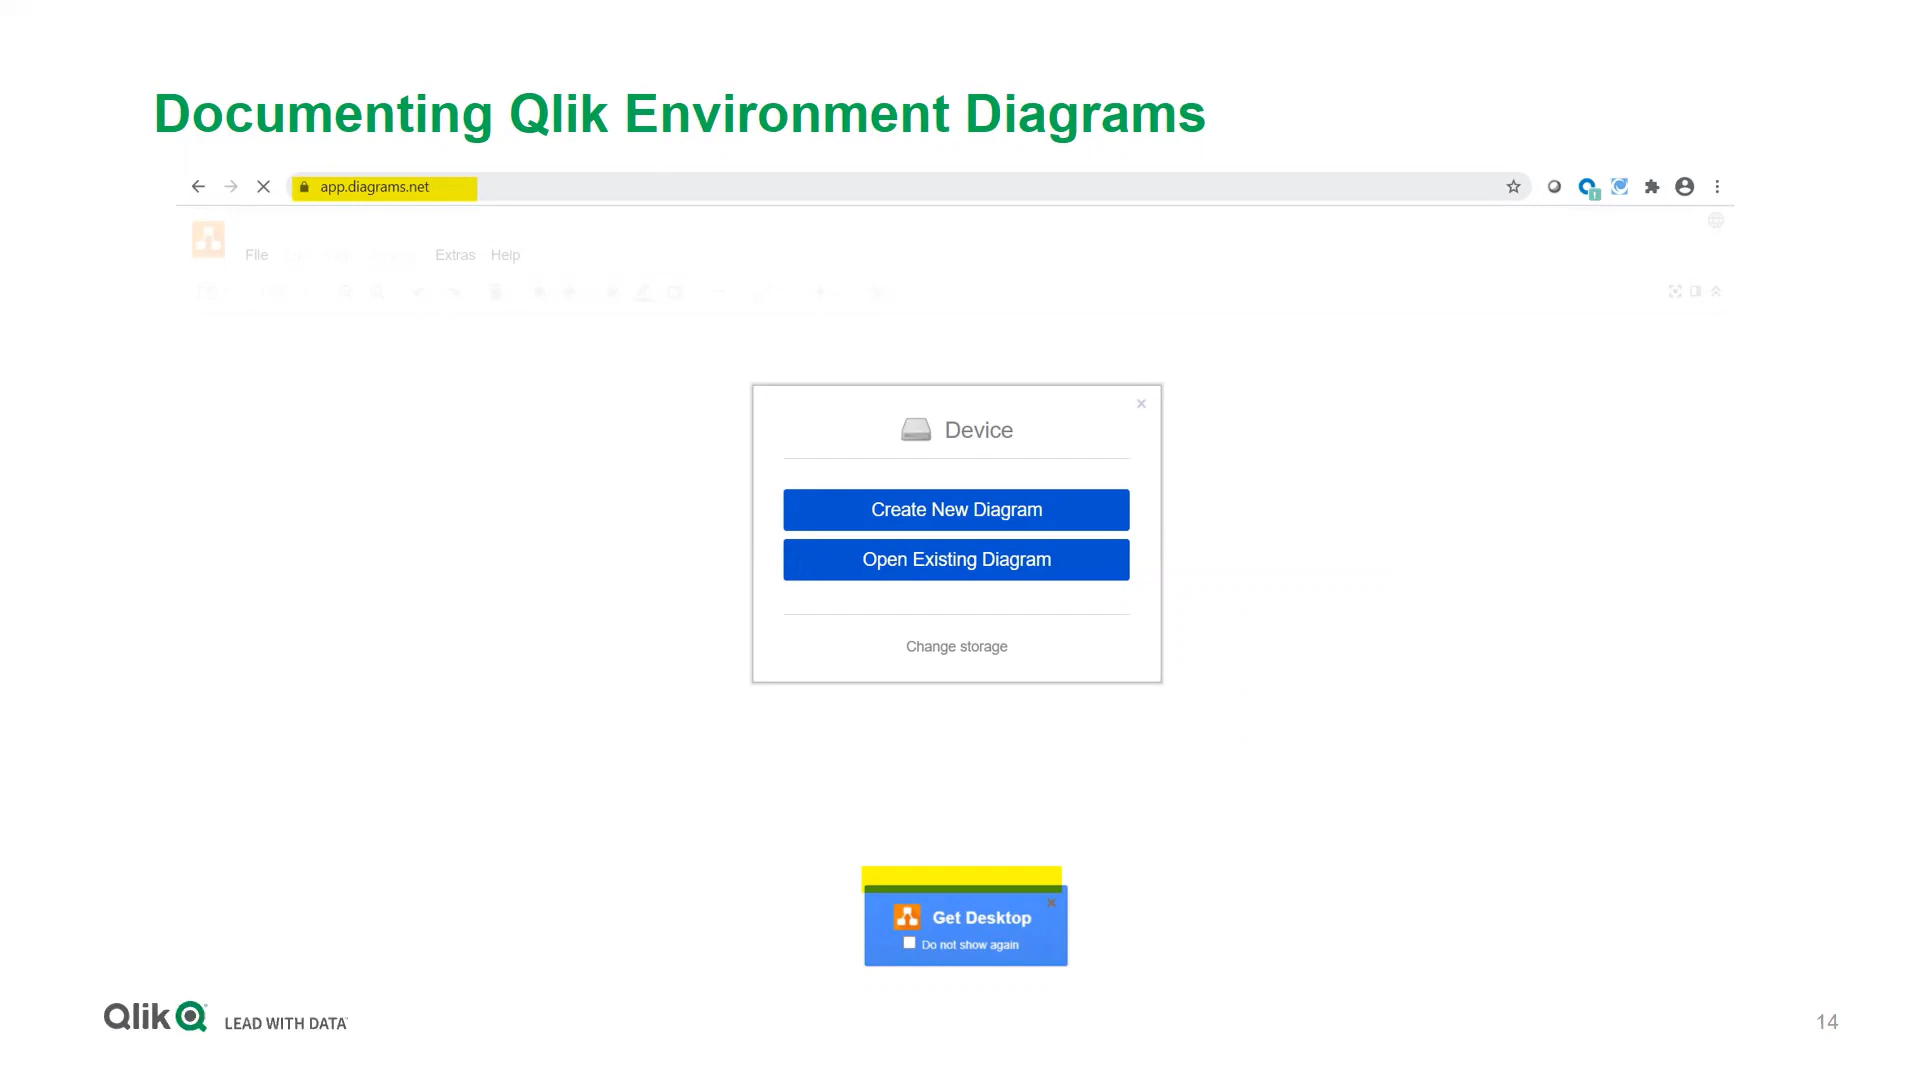 Documenting Qlik Environment Diagrams
app.diagrams.net
File Extras Help
Device
Create New Diagram
Open Existing Diagram
Change storage
Get Desktop
Do not show again
Qlik LEAD WITH DATA
14